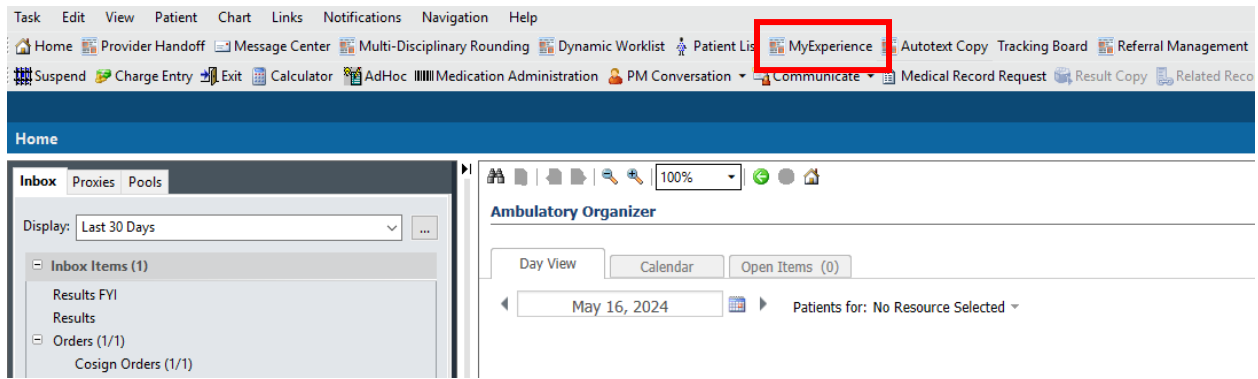 Task Edit View Patient Chart Links Notifications Navigation Help
Home Provider Handoff Message Center Multi-Disciplinary Rounding Dynamic Worklist Patient Lis MyExperience Autotext Copy Tracking Board Referral Management
Suspend Charge Entry Exit Calculator AdHoc Medication Administration PM Conversation Communicate Medical Record Request Result Copy Related Reco
Home
Inbox Proxies Pools
Display: Last 30 Days ...
Inbox Items (1)
Results FYI
Results
Orders (1/1)
Cosign Orders (1/1)
100%
Ambulatory Organizer
Day View Calendar Open Items (0)
May 16, 2024 Patients for: No Resource Selected